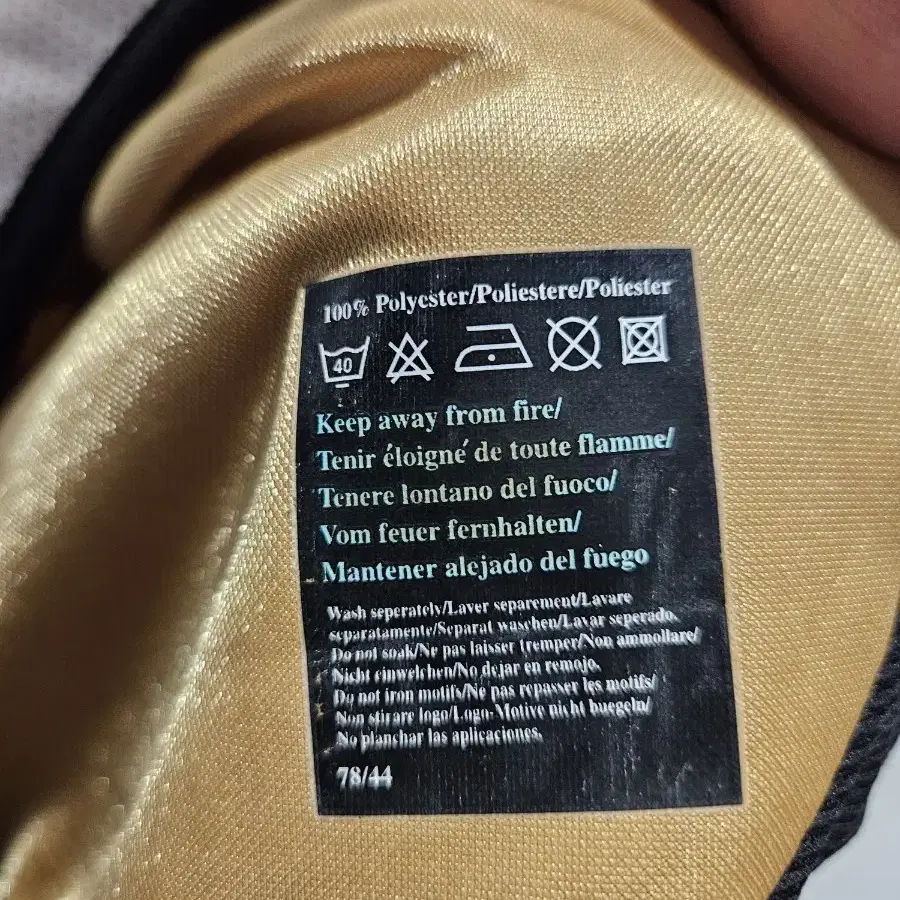 100% Polyester/Poliestere/Poliester
40
Keep away from fire/
Tenir éloigné de toute flamme/
Tenere lontano del fuoco/
Vom feuer fernhalten/
Mantener alejado del fuego
Wash seperately/Laver separement/Lavare
separatamente/Separat waschen/Lavar seperado.
Do not soak/Ne pas laisser tremper/Non ammollare/
Nicht einwelchen/No dejar en remojo.
Do not iron motifs/Ne pas repasser les motifs/
Non stirare logo/Logo-Motive nicht buegeln/
No planchar las aplicaciones.
78/44